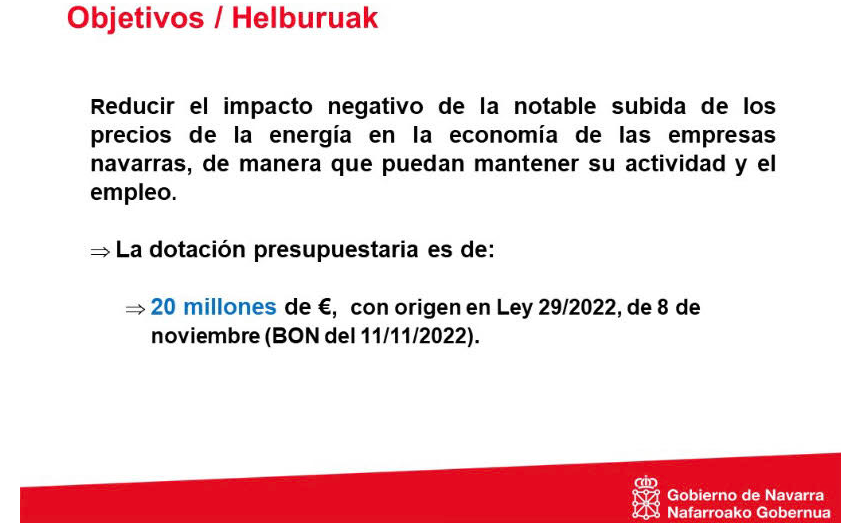 Objetivos / Helburuak
Reducir el impacto negativo de la notable subida de los
precios de la energía en la economía de las empresas
navarras, de manera que puedan mantener su actividad y el
empleo.
⇒ La dotación presupuestaria es de:
⇒ 20 millones de €, con origen en Ley 29/2022, de 8 de
noviembre (BON del 11/11/2022).
Gobierno de Navarra
Nafarroako Gobernua